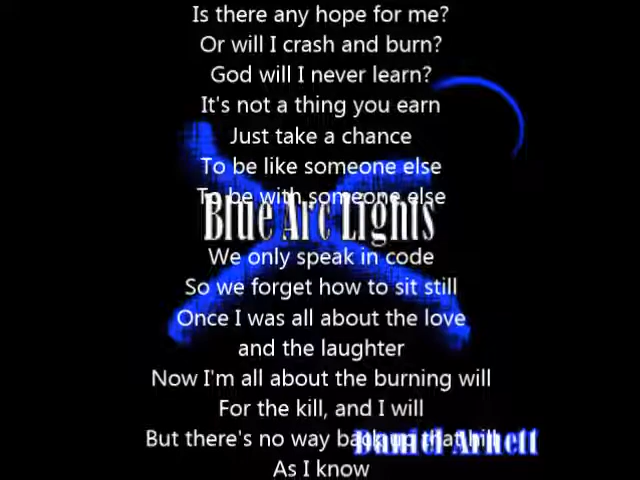 Is there any hope for me?
Or will I crash and burn?
God will I never learn?
It's not a thing you earn
Just take a chance
To be like someone else
To be with someone else
Blue Arc Lights
We only speak in code
So we forget how to sit still
Once I was all about the love
and the laughter
Now I'm all about the burning will
For the kill, and I will
But there's no way back up that hill
Daniel Arnett
As I know